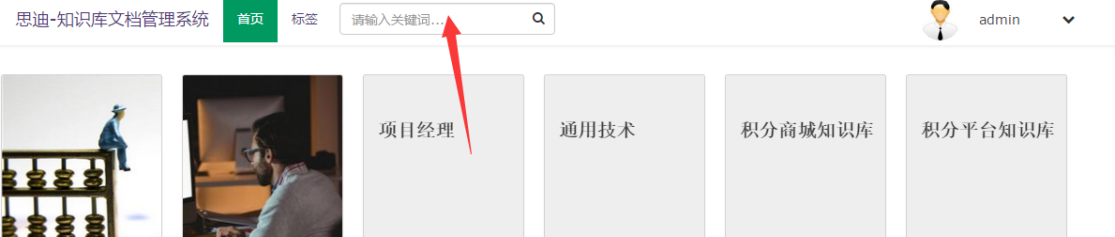 思迪-知识库文档管理系统 首页 标签 请输入关键词... admin
项目经理 通用技术 积分商城知识库 积分平台知识库